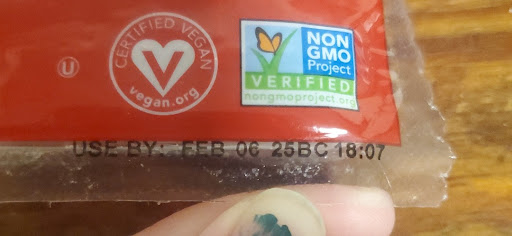 NON
GMO
Project
VERIFIED
nongmoproject.org
CERTIFIED VEGAN
vegan.org
U
USE BY: FEB 06 25BC 18:07